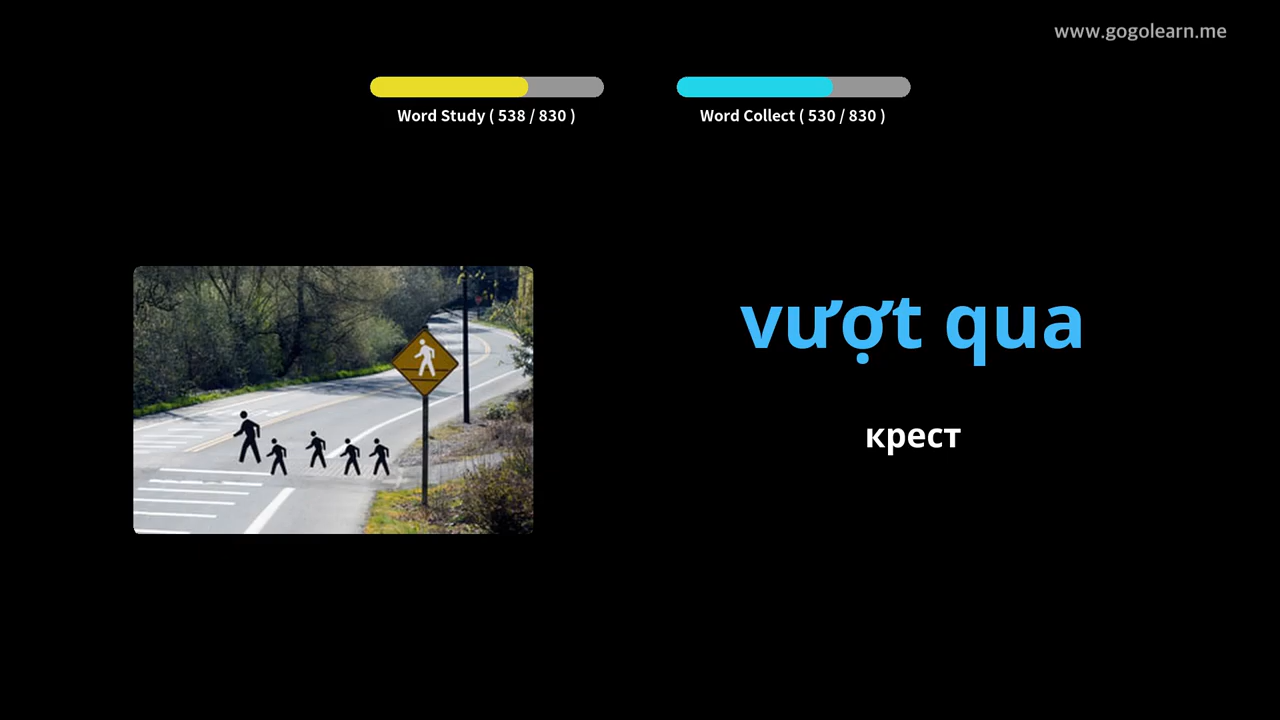 www.gogolearn.me
Word Study ( 538 / 830 )
Word Collect ( 530 / 830 )
vượt qua
крест